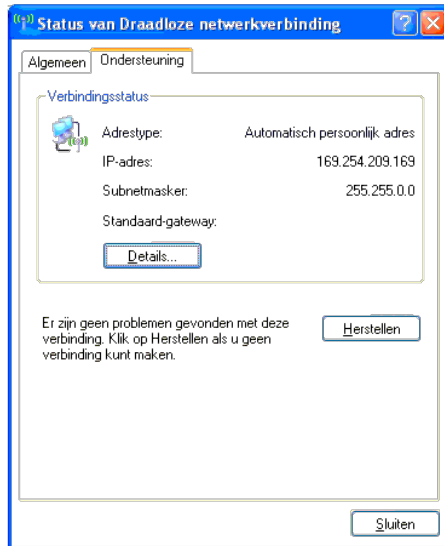 Status van Draadloze netwerkverbinding
Algemeen Ondersteuning
Verbindingsstatus
Adrestype: Automatisch persoonlijk adres
IP-adres: 169.254.209.169
Subnetmasker: 255.255.0.0
Standaard-gateway:
Details...
Er zijn geen problemen gevonden met deze
verbinding. Klik op Herstellen als u geen
verbinding kunt maken.
Herstellen
Sluiten